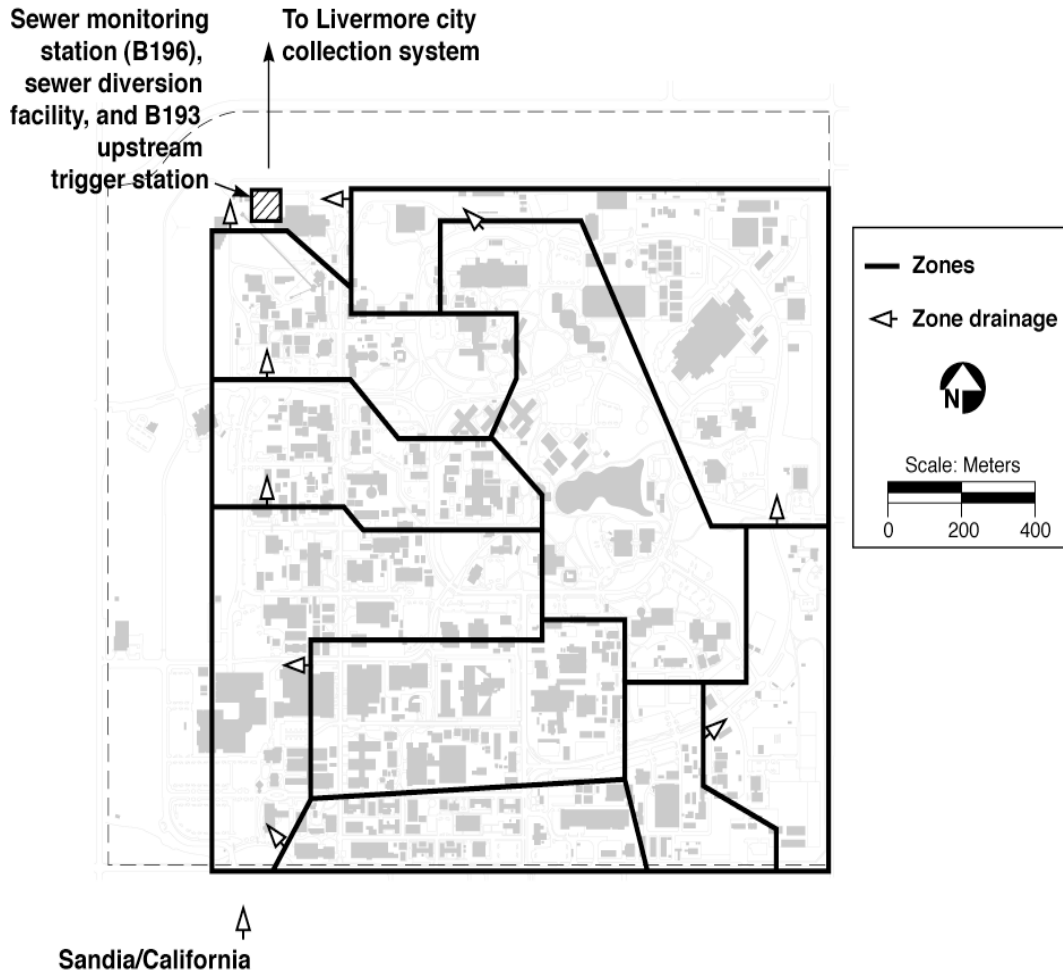 Sewer monitoring
station (B196),
sewer diversion
facility, and B193
upstream
trigger station
To Livermore city
collection system
Zones
Zone drainage
N
Scale: Meters
0 200 400
Sandia/California